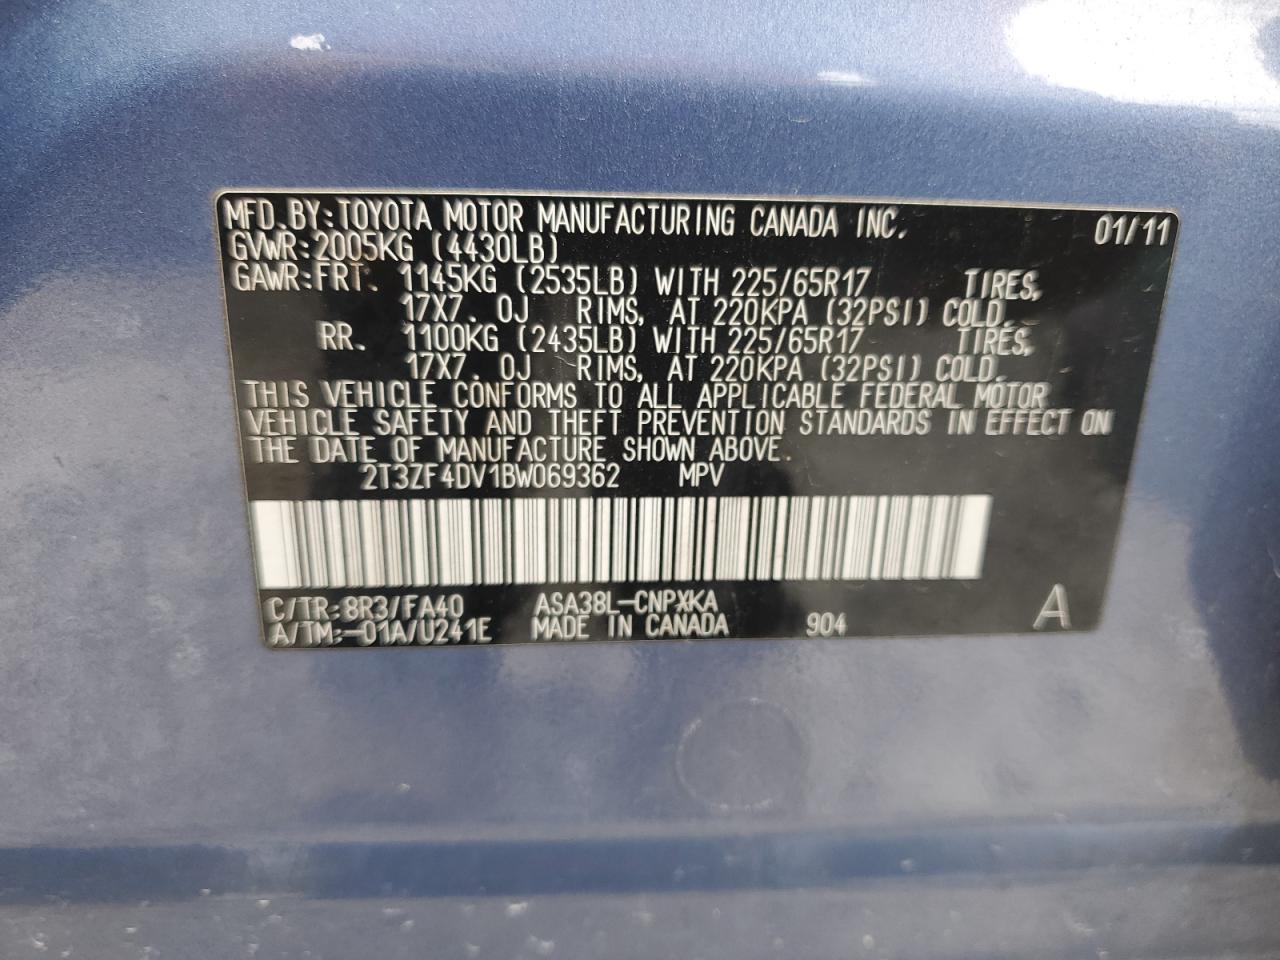 MFD.BY:TOYOTA MOTOR MANUFACTURING CANADA INC. 01/11
GVWR:2005KG (4430LB)
GAWR:FRT. 1145KG (2535LB) WITH 225/65R17 TIRES,
17X7.0J RIMS, AT 220KPA (32PSI) COLD.
RR. 1100KG (2435LB) WITH 225/65R17 TIRES,
17X7.0J RIMS, AT 220KPA (32PSI) COLD.
THIS VEHICLE CONFORMS TO ALL APPLICABLE FEDERAL MOTOR
VEHICLE SAFETY AND THEFT PREVENTION STANDARDS IN EFFECT ON
THE DATE OF MANUFACTURE SHOWN ABOVE.
2T3ZF4DV1BW069362 MPV
C/TR:8R3/FA40 ASA38L-CNPXKA
A/TM:-01A/U241E MADE IN CANADA 904 A